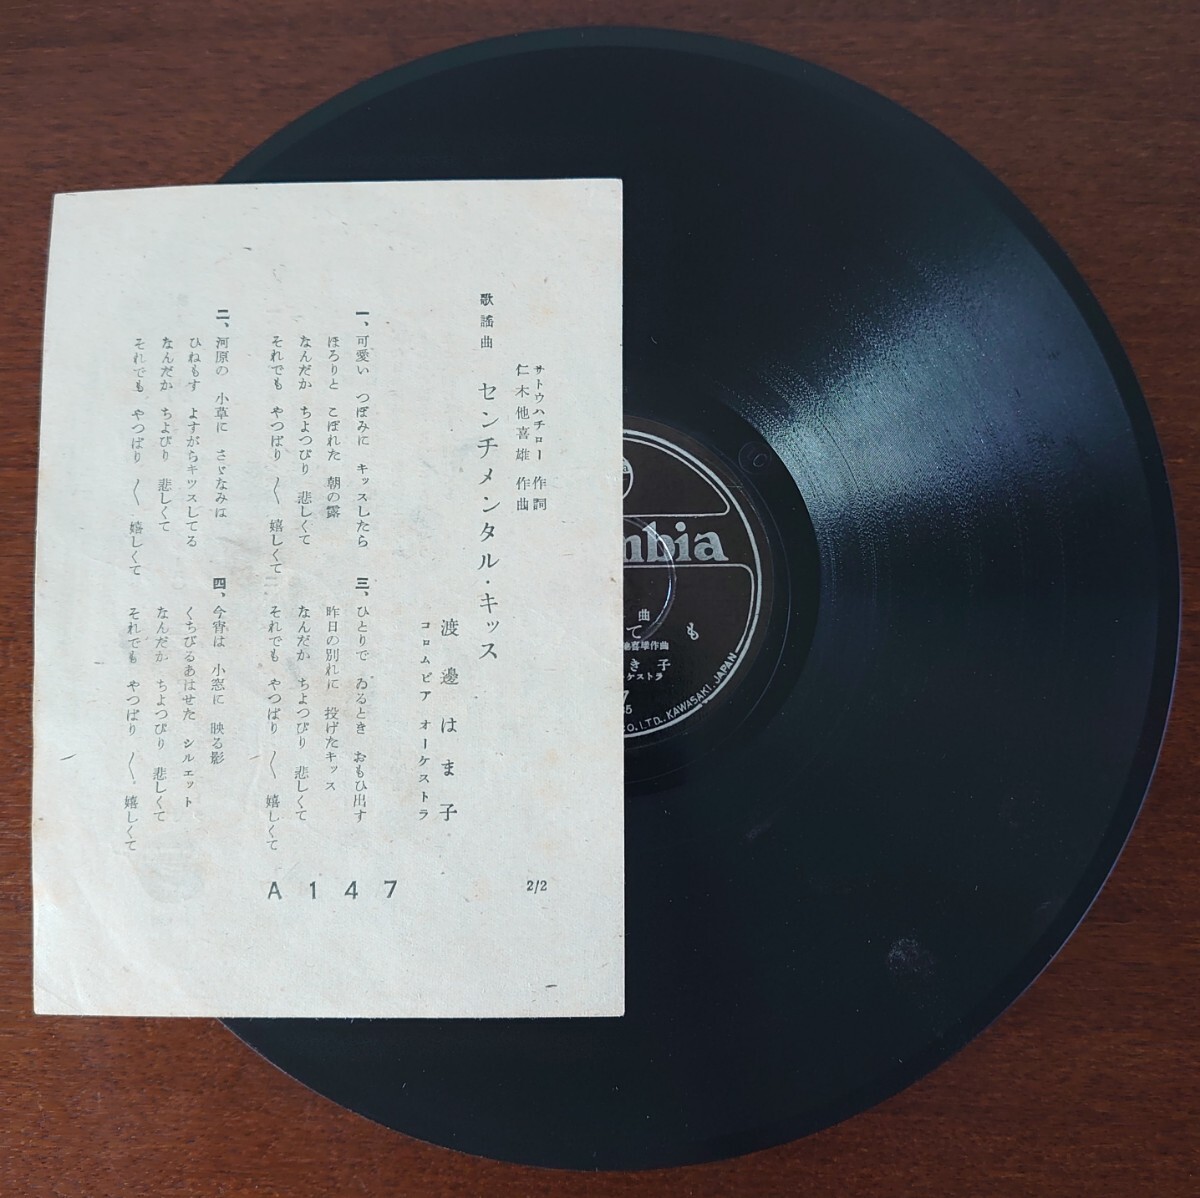 サトウハチロー 作詞
仁木他喜雄 作曲
歌謡曲 センチメンタル・キッス
渡邊はま子
コロムビア オーケストラ
一、可愛い つぼみに キッスしたら
ほろりと こぼれた 朝の露
なんだか ちよつぴり 悲しくて
それでも やつぱり 〳〵 嬉しくて
二、河原の 小草に さゞなみは
ひねもす よすがらキツスしてる
なんだか ちよぴり 悲しくて
それでも やつぱり 〳〵 嬉しくて
三、ひとりで ゐるとき おもひ出す
昨日の別れに 投げたキッス
なんだか ちよつぴり 悲しくて
それでも やつぱり 〳〵 嬉しくて
四、今宵は 小窓に 映る影
くちびるあはせた シルエット
なんだか ちよつぴり 悲しくて
それでも やつぱり 〳〵 嬉しくて
A147
2/2
mbia
曲
ても
喜雄作曲
き子
ケストラ
7
CO.LTD. KAWASAKI, JAPAN